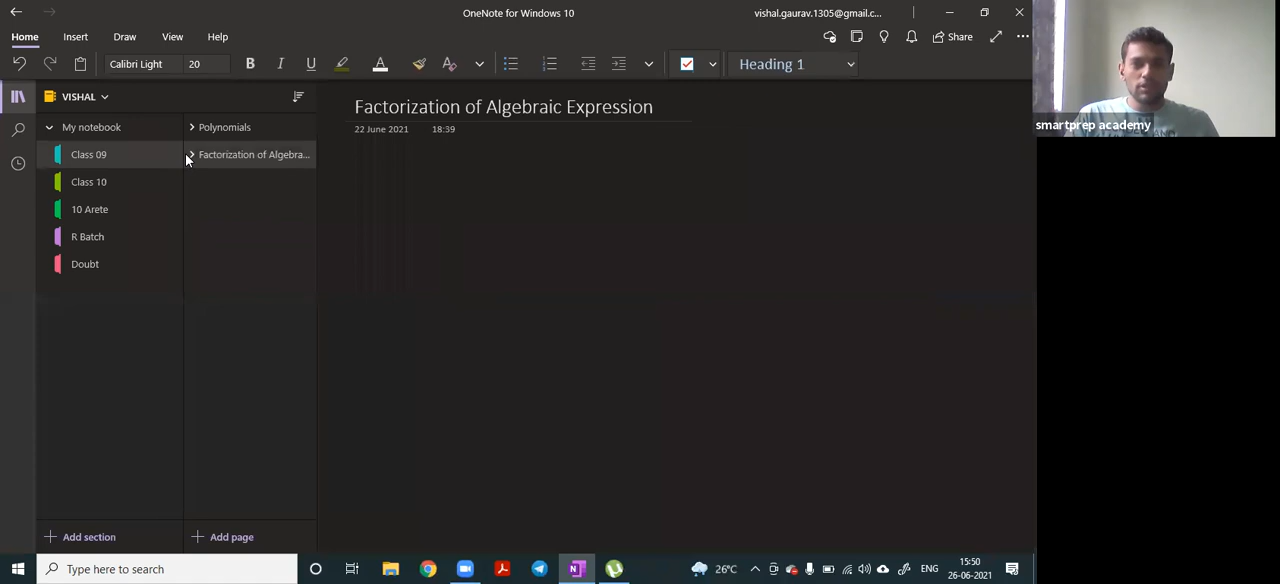 OneNote for Windows 10
vishal.gaurav.1305@gmail.c...
Home Insert Draw View Help
Share
Calibri Light 20 B I U A Heading 1
VISHAL
My notebook
Class 09
Class 10
10 Arete
R Batch
Doubt
Polynomials
Factorization of Algebra...
Factorization of Algebraic Expression
22 June 2021 18:39
smartprep academy
Add section
Add page
Type here to search
26°C
ENG
15:50
26-06-2021